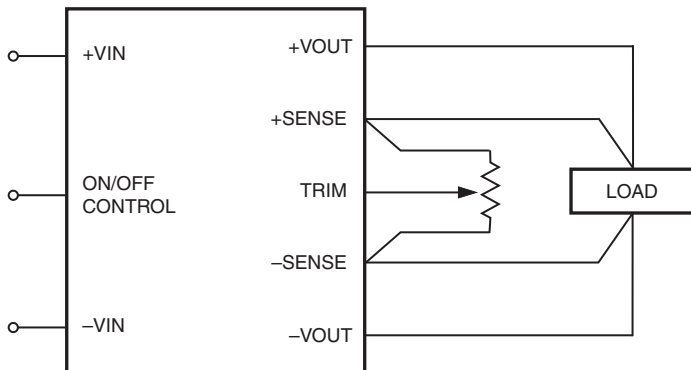 +VIN
ON/OFF
CONTROL
–VIN
+VOUT
+SENSE
TRIM
–SENSE
–VOUT
LOAD